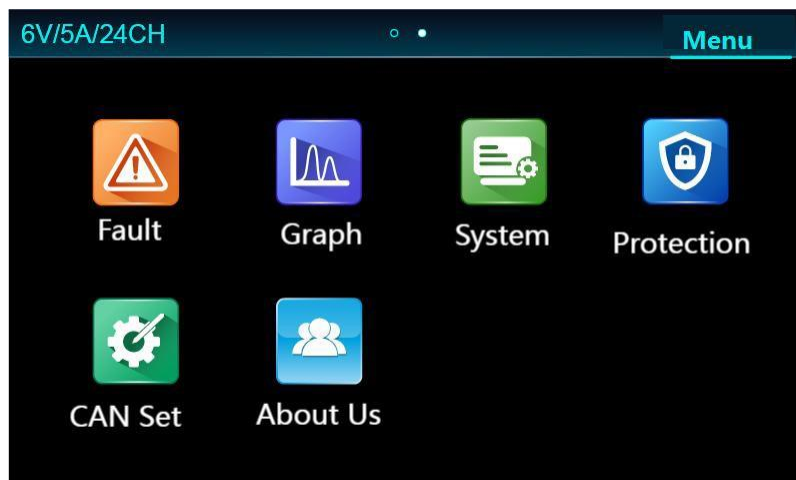 6V/5A/24CH
Menu
Fault
Graph
System
Protection
CAN Set
About Us